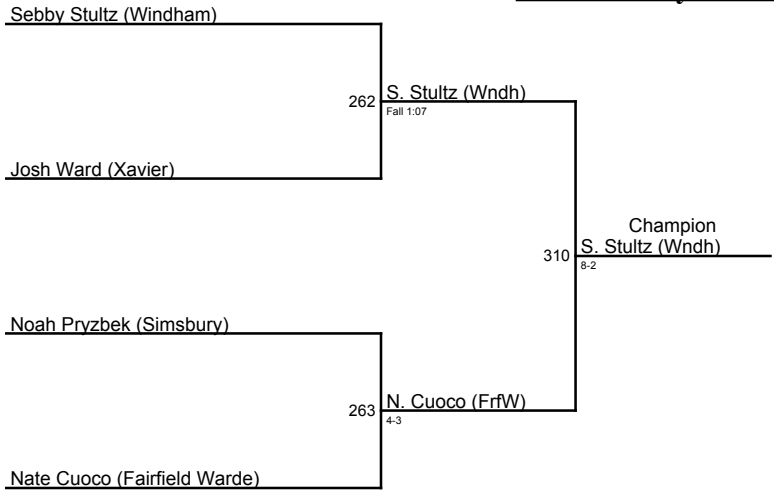 Sebby Stultz (Windham)
262 S. Stultz (Wndh)
Fall 1:07
Josh Ward (Xavier)
Champion
310 S. Stultz (Wndh)
8-2
Noah Pryzbek (Simsbury)
263 N. Cuoco (FrfW)
4-3
Nate Cuoco (Fairfield Warde)